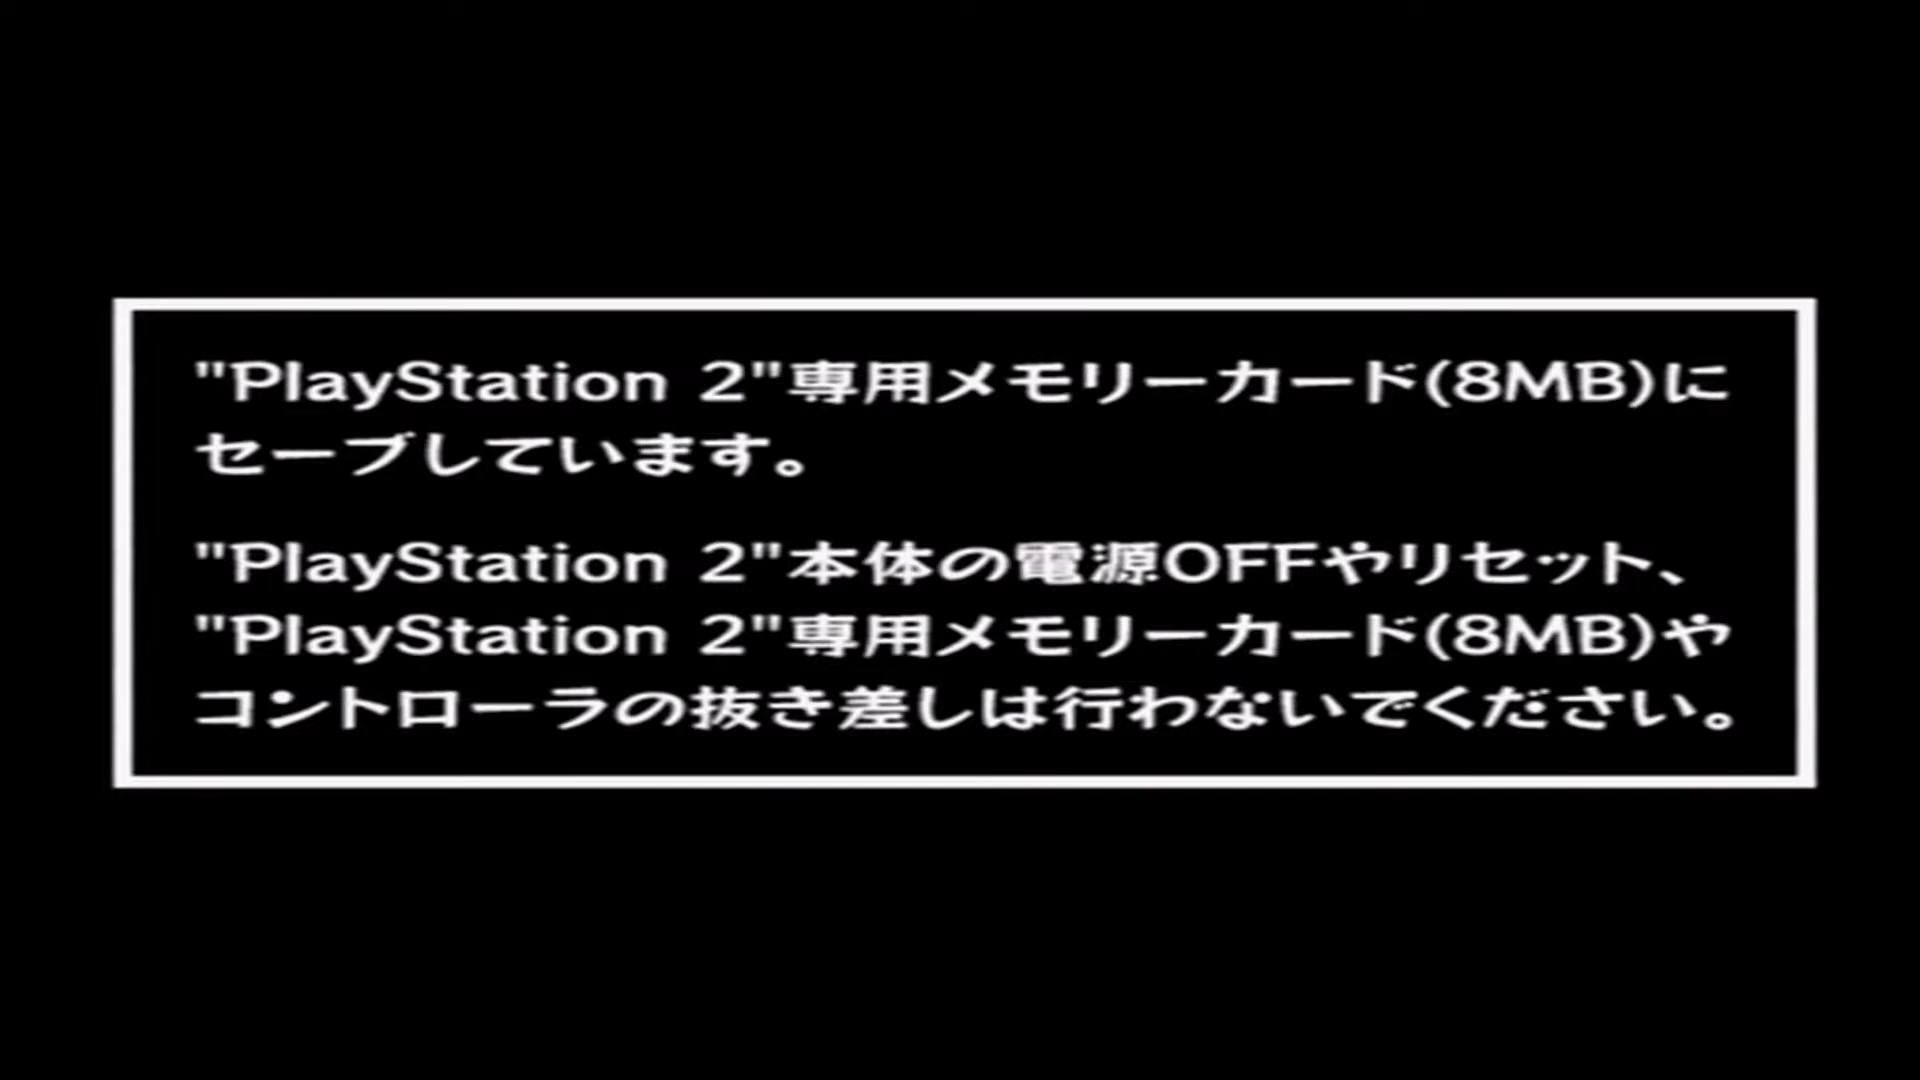 "PlayStation 2"専用メモリーカード(8MB)に
セーブしています。
"PlayStation 2"本体の電源OFFやリセット、
"PlayStation 2"専用メモリーカード(8MB)や
コントローラの抜き差しは行わないでください。